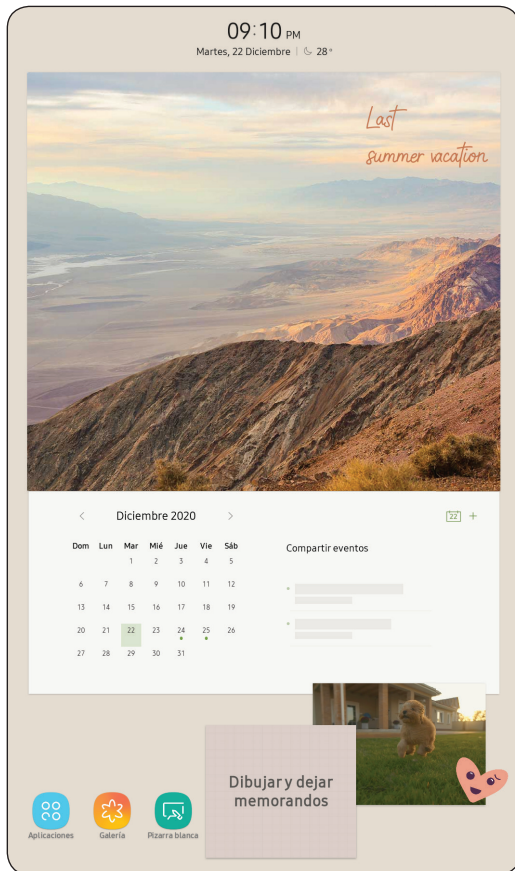 09:10 PM
Martes, 22 Diciembre | 28°
Last
summer vacation
Diciembre 2020
22 +
Dom Lun Mar Mié Jue Vie Sáb
Compartir eventos
1 2 3 4 5
6 7 8 9 10 11 12
13 14 15 16 17 18 19
20 21 22 23 24 25 26
27 28 29 30 31
Dibujar y dejar
memorandos
Aplicaciones
Galería
Pizarra blanca